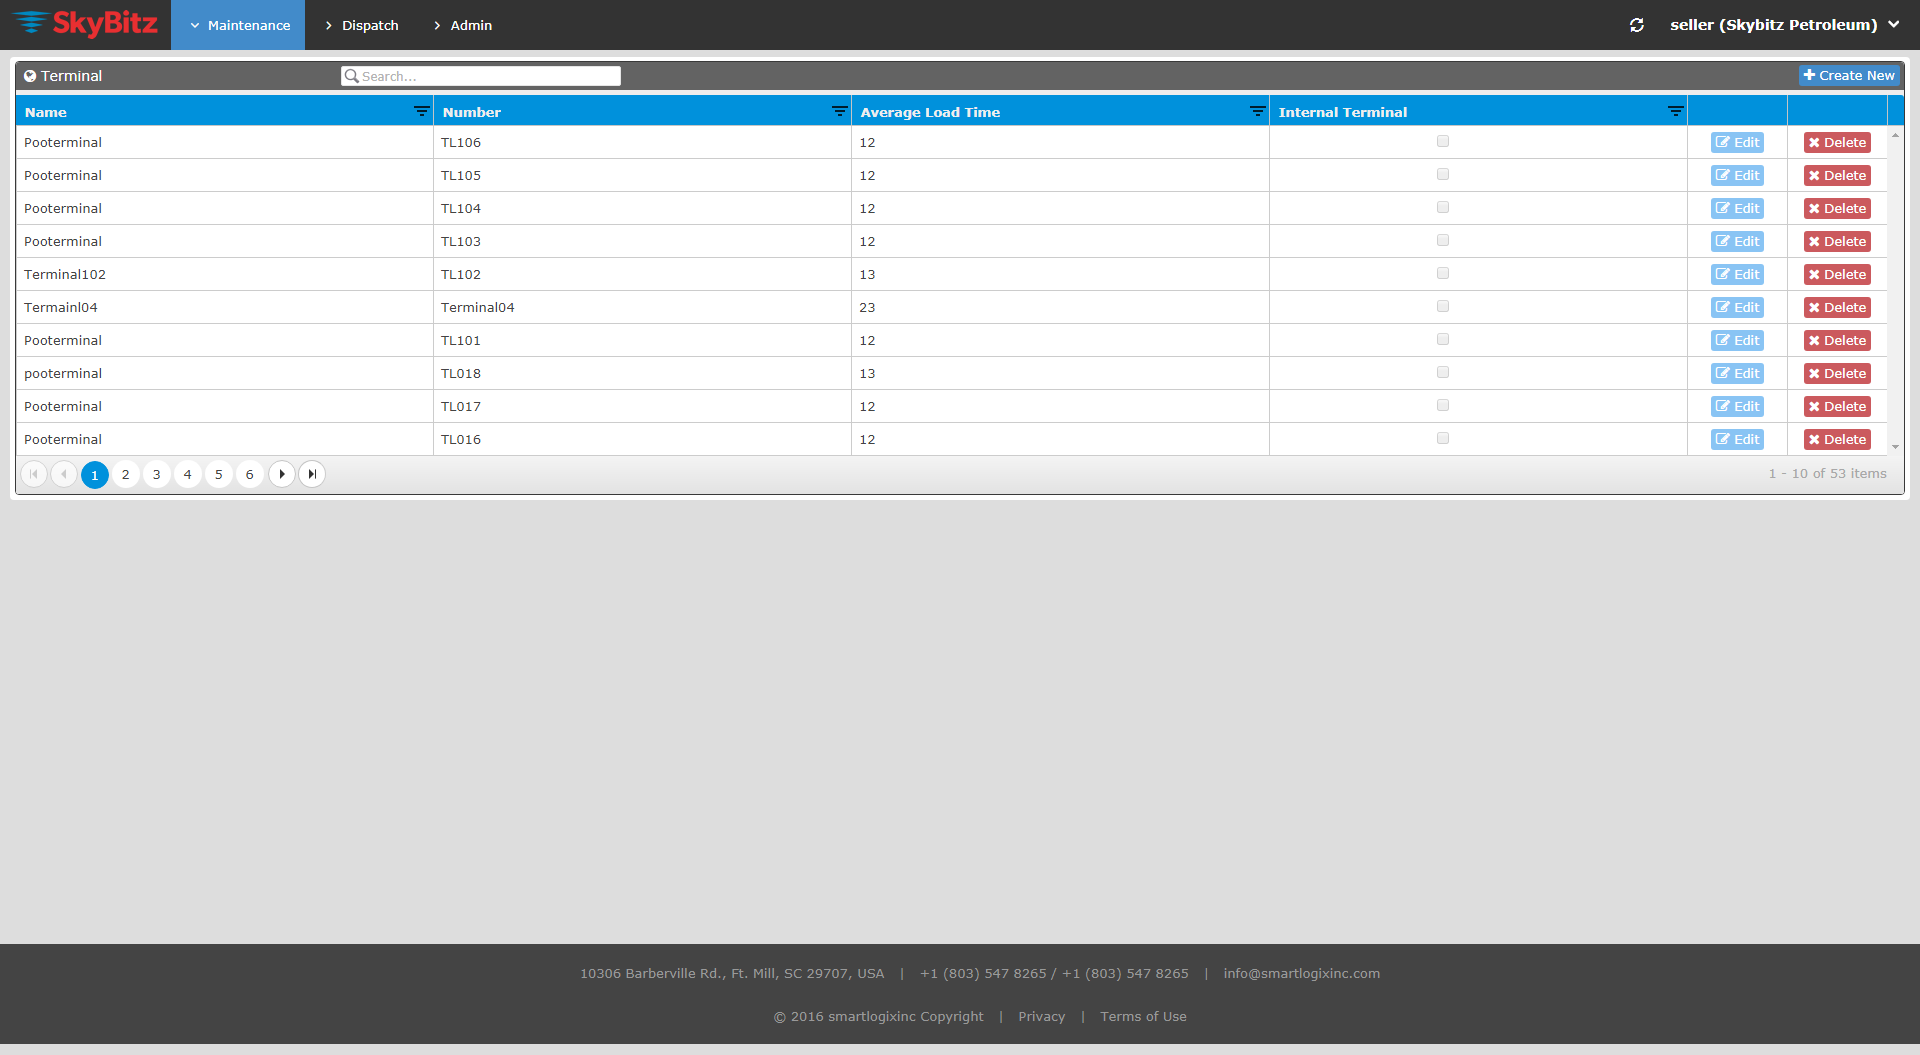 SkyBitz Maintenance Dispatch Admin seller (Skybitz Petroleum)
Terminal Search... Create New
Name Number Average Load Time Internal Terminal
Pooterminal TL106 12 Edit Delete
Pooterminal TL105 12 Edit Delete
Pooterminal TL104 12 Edit Delete
Pooterminal TL103 12 Edit Delete
Terminal102 TL102 13 Edit Delete
Termainl04 Terminal04 23 Edit Delete
Pooterminal TL101 12 Edit Delete
pooterminal TL018 13 Edit Delete
Pooterminal TL017 12 Edit Delete
Pooterminal TL016 12 Edit Delete
1 2 3 4 5 6 1 - 10 of 53 items
10306 Barberville Rd., Ft. Mill, SC 29707, USA | +1 (803) 547 8265 / +1 (803) 547 8265 | info@smartlogixinc.com
© 2016 smartlogixinc Copyright | Privacy | Terms of Use